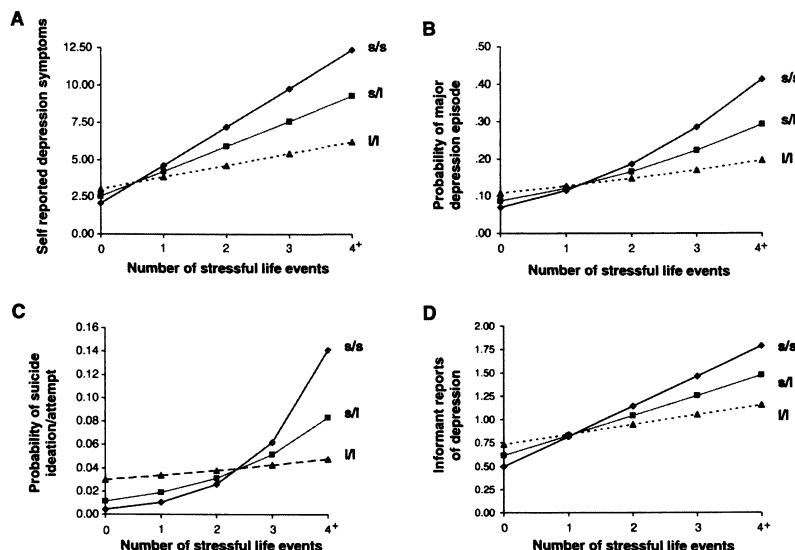 A
Self reported depression symptoms
12.50
10.00
7.50
5.00
2.50
0.00
0 1 2 3 4+
Number of stressful life events
s/s
s/l
l/l
B
Probability of major
depression episode
.50
.40
.30
.20
.10
.00
0 1 2 3 4+
Number of stressful life events
s/s
s/l
l/l
C
Probability of suicide
ideation/attempt
0.16
0.14
0.12
0.10
0.08
0.06
0.04
0.02
0.00
0 1 2 3 4+
Number of stressful life events
s/s
s/l
l/l
D
Informant reports
of depression
2.00
1.75
1.50
1.25
1.00
0.75
0.50
0.25
0.00
0 1 2 3 4+
Number of stressful life events
s/s
s/l
l/l